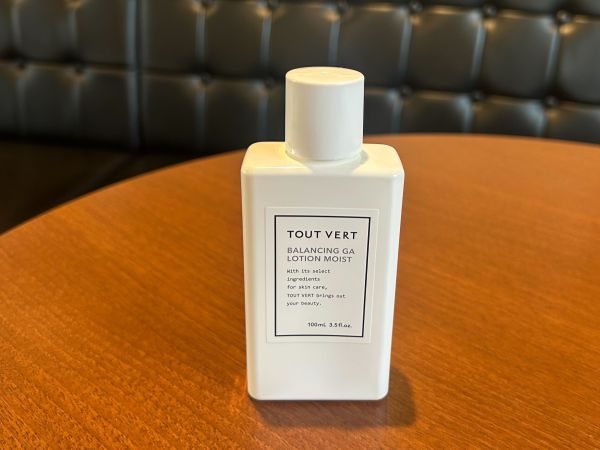 TOUT VERT
BALANCING GA
LOTION MOIST
With its select
ingredients
for skin care,
TOUT VERT brings out
your beauty.
100mL 3.5fl.oz.